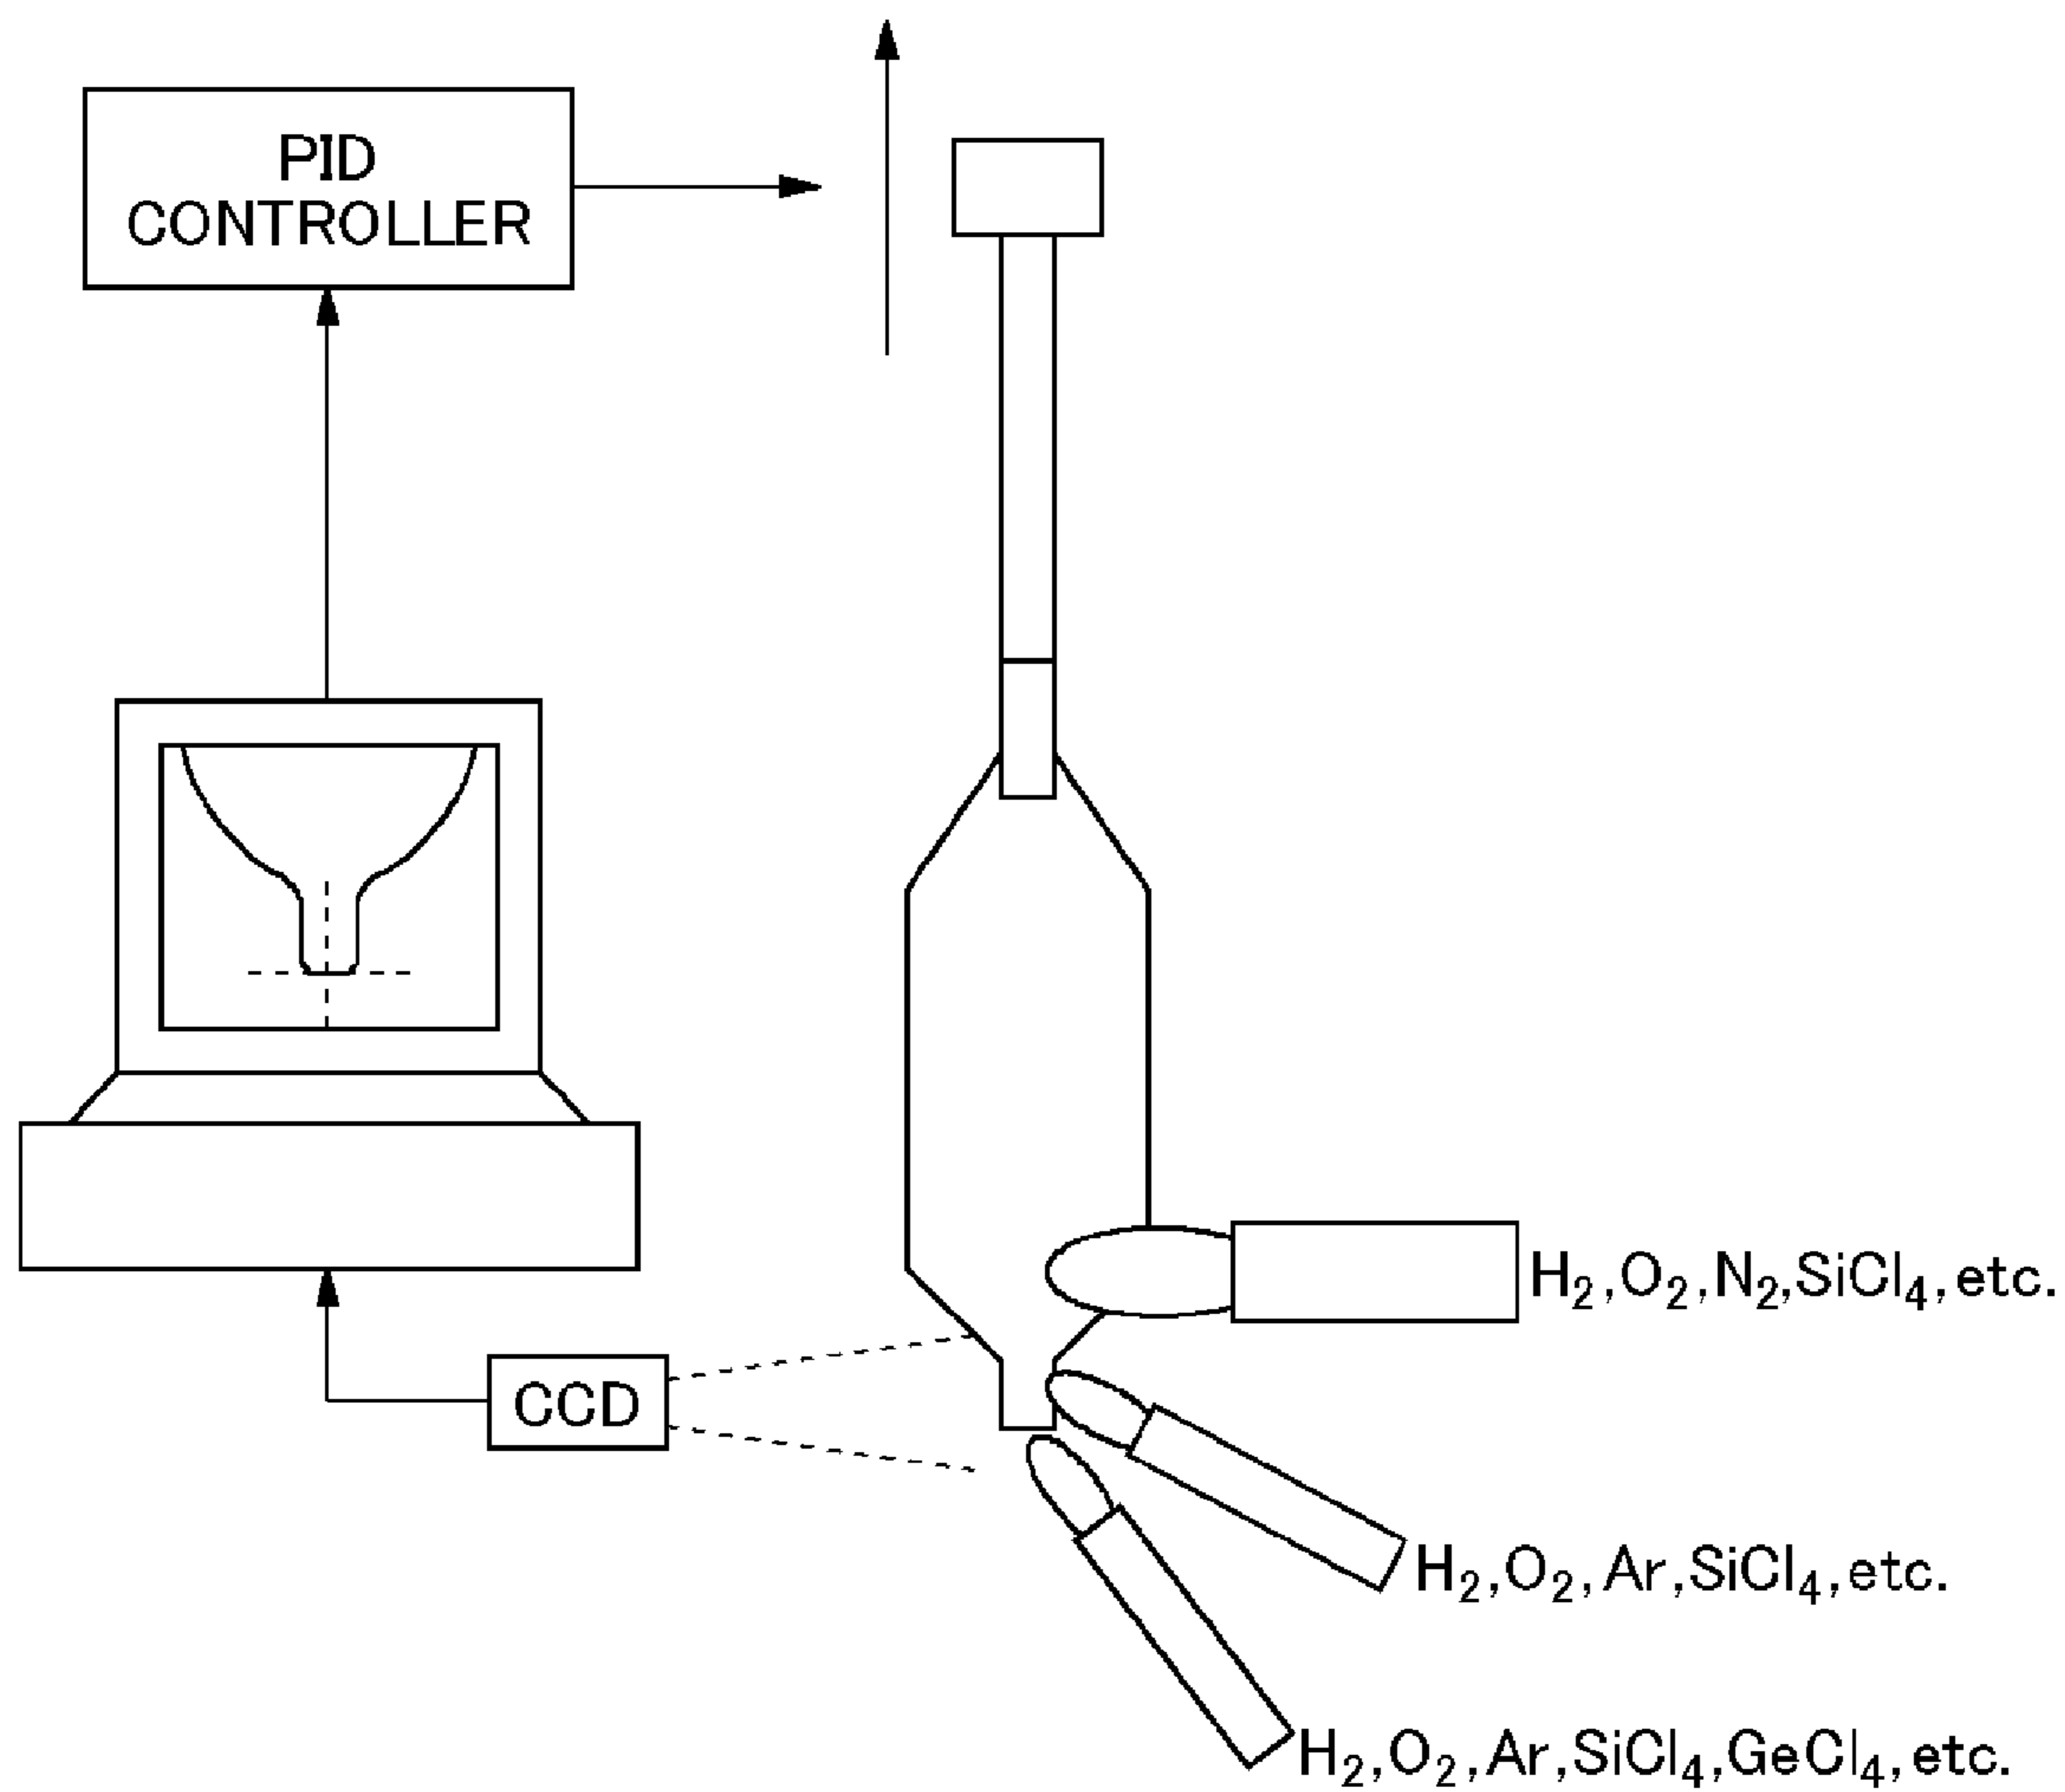 PID
CONTROLLER
H₂,O₂,N₂,SiCl₄,etc.
CCD
H₂,O₂,Ar,SiCl₄,etc.
H₂,O₂,Ar,SiCl₄,GeCl₄,etc.